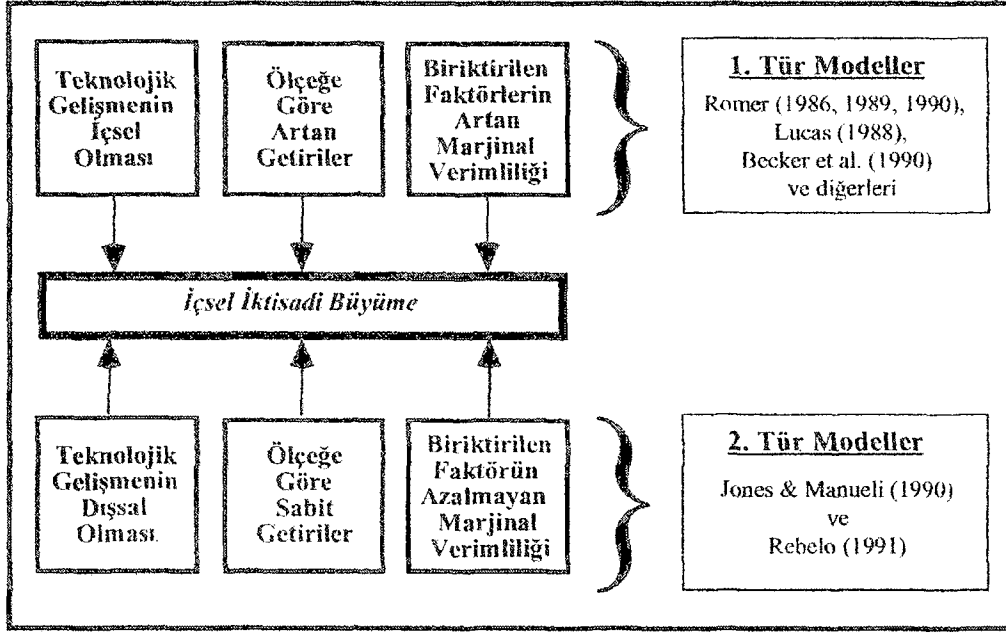 Teknolojik
Gelişmenin
İçsel
Olması
Ölçeğe
Göre
Artan
Getiriler
Biriktirilen
Faktörlerin
Artan
Marjinal
Verimliliği
1. Tür Modeller
Romer (1986, 1989, 1990),
Lucas (1988),
Becker et al. (1990)
ve diğerleri
İçsel İktisadi Büyüme
Teknolojik
Gelişmenin
Dışsal
Olması
Ölçeğe
Göre
Sabit
Getiriler
Biriktirilen
Faktörün
Azalmayan
Marjinal
Verimliliği
2. Tür Modeller
Jones & Manueli (1990)
ve
Rebelo (1991)